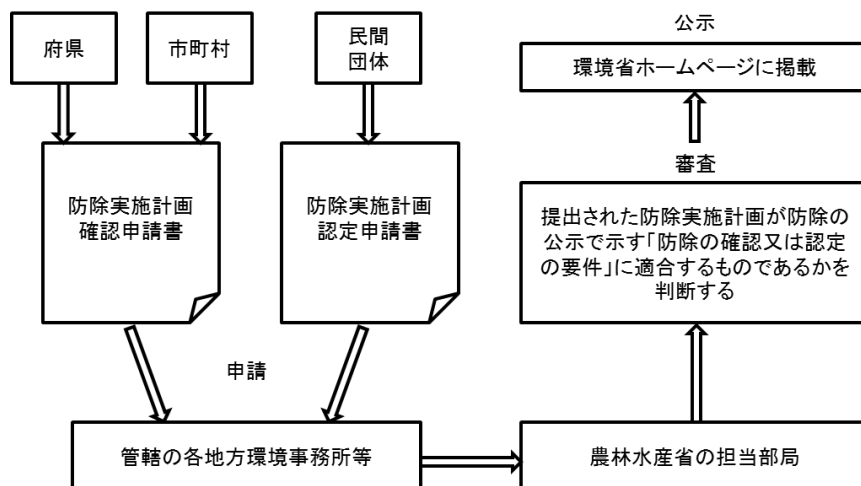 府県
市町村
民間
団体
公示
環境省ホームページに掲載
防除実施計画
確認申請書
防除実施計画
認定申請書
審査
提出された防除実施計画が防除の
公示で示す「防除の確認又は認定
の要件」に適合するものであるかを
判断する
申請
管轄の各地方環境事務所等
農林水産省の担当部局